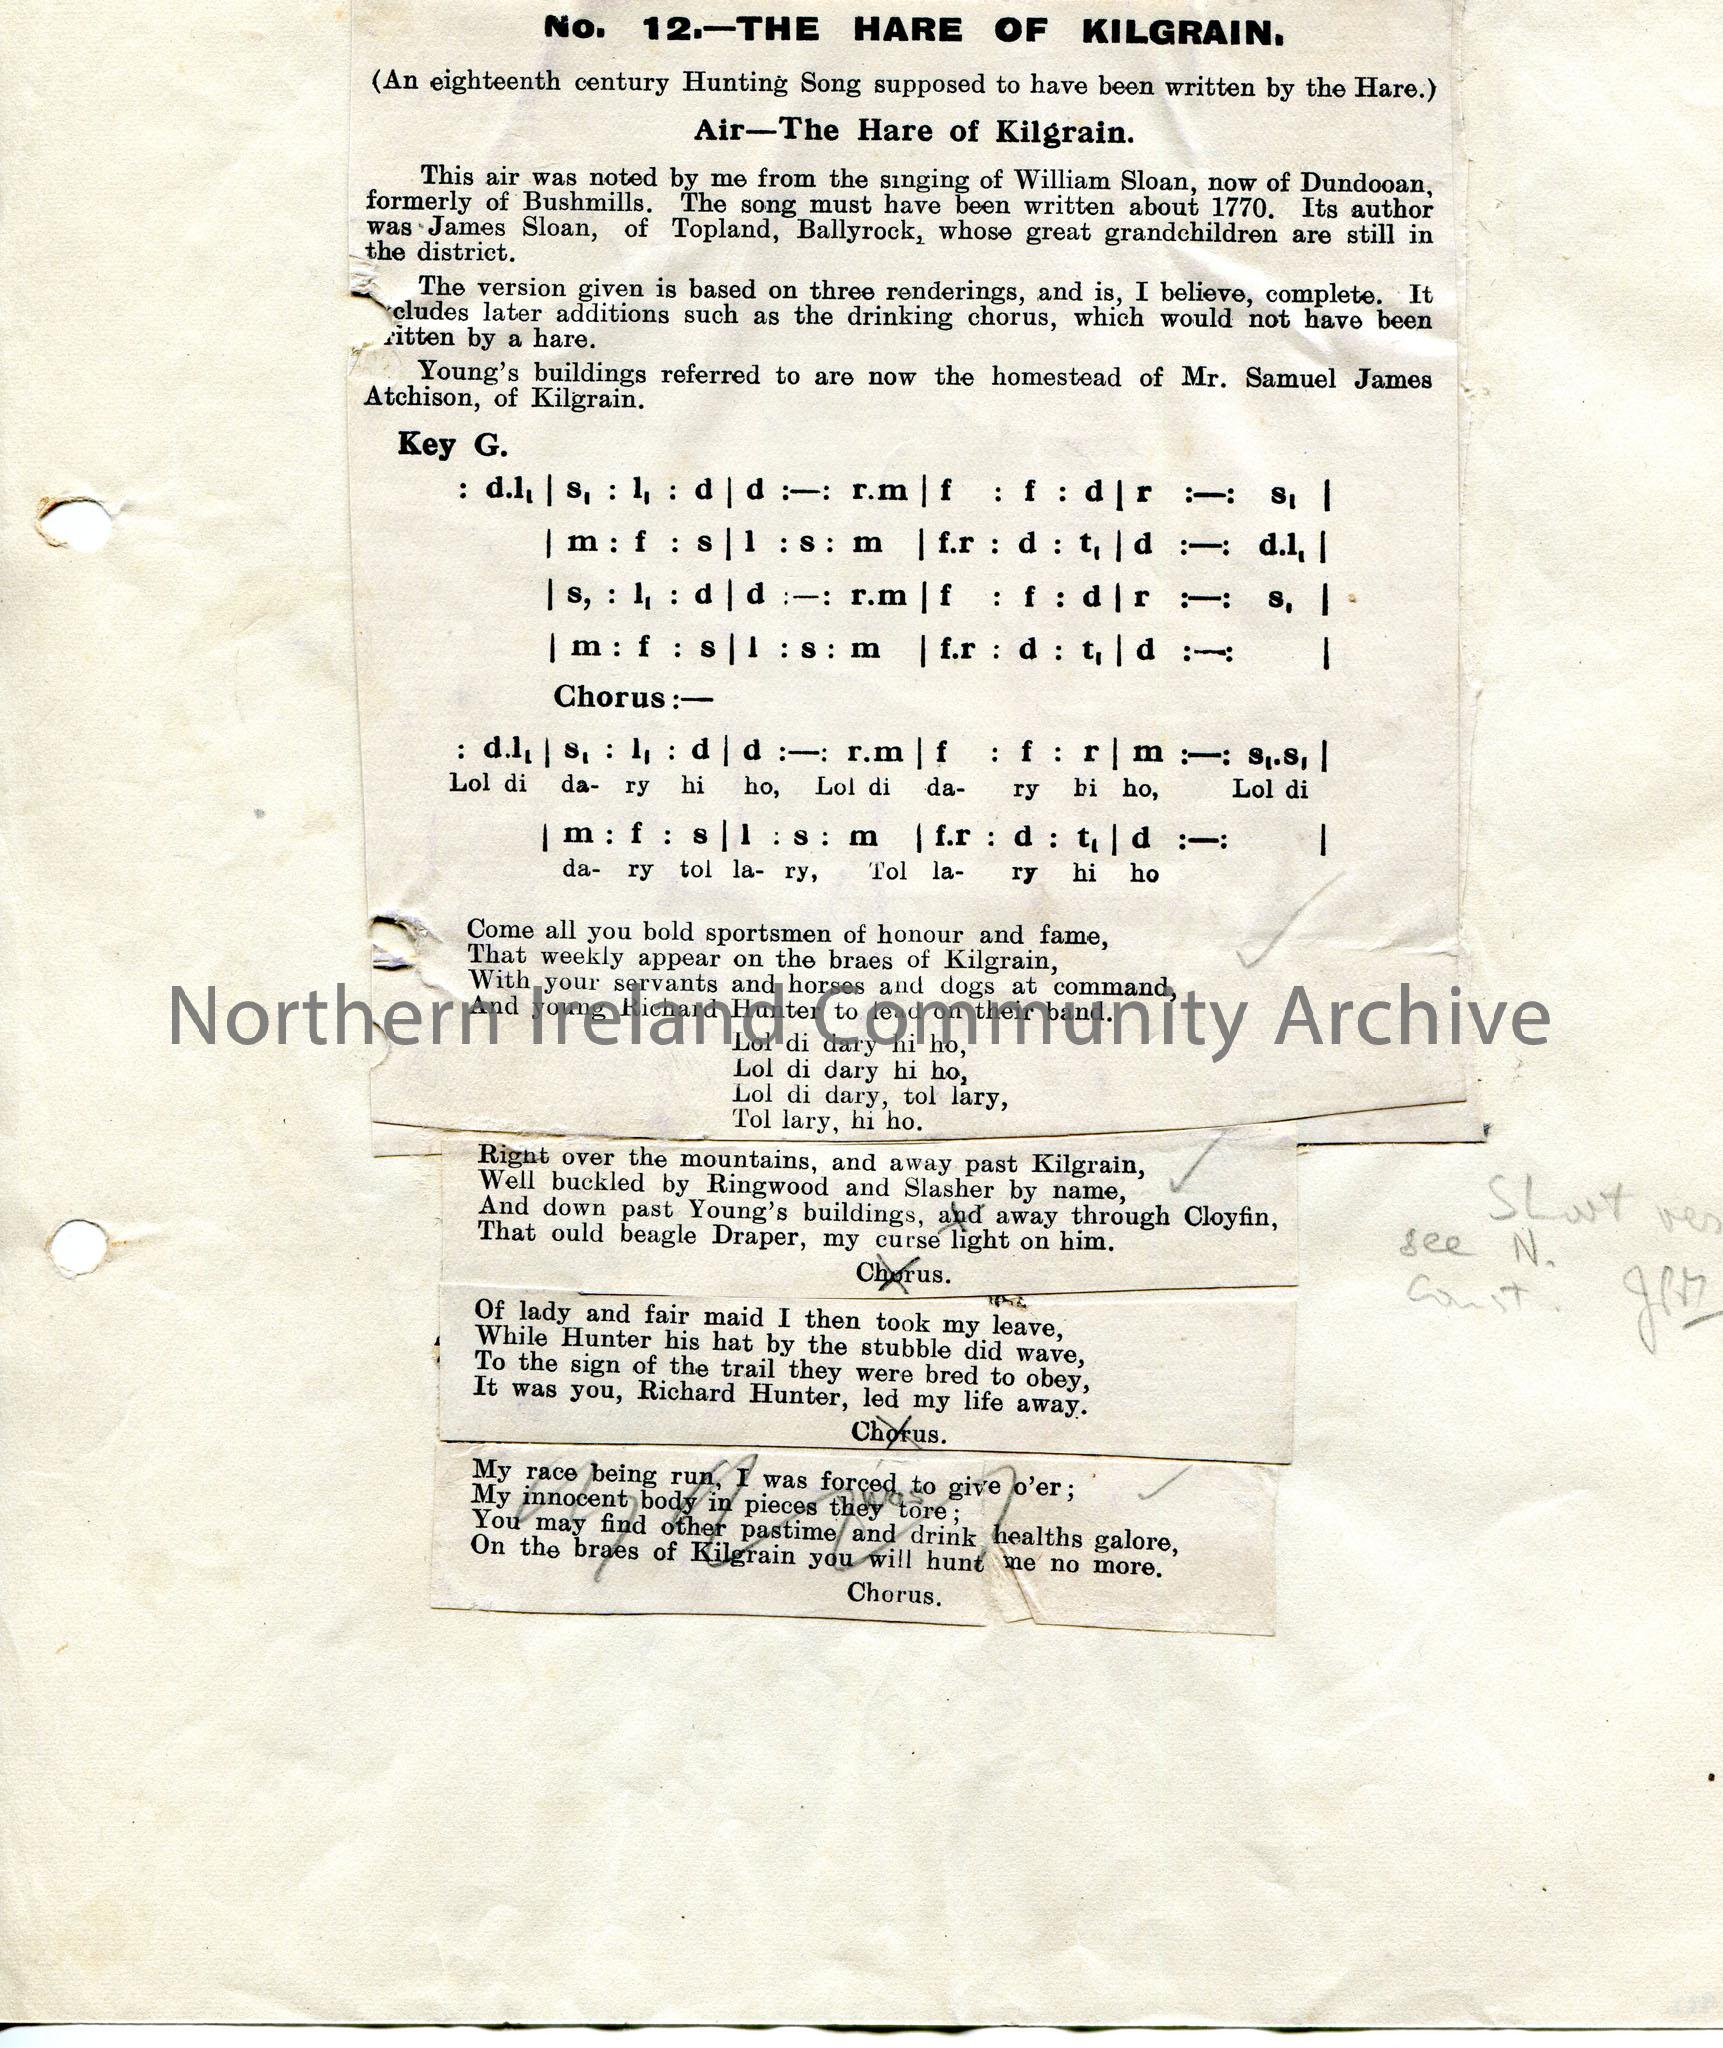 No. 12.—THE HARE OF KILGRAIN.
(An eighteenth century Hunting Song supposed to have been written by the Hare.)
Air—The Hare of Kilgrain.
This air was noted by me from the singing of William Sloan, now of Dundooan,
formerly of Bushmills. The song must have been written about 1770. Its author
was James Sloan, of Topland, Ballyrock, whose great grandchildren are still in
the district.
The version given is based on three renderings, and is, I believe, complete. It
cludes later additions such as the drinking chorus, which would not have been
ritten by a hare.
Young's buildings referred to are now the homestead of Mr. Samuel James
Atchison, of Kilgrain.
Key G.
: d.l₁ | s₁ : l₁ : d | d :—: r.m | f : f : d | r :—: s₁ |
| m : f : s | l : s : m | f.r : d : t₁ | d :—: d.l₁ |
| s, : l₁ : d | d :—: r.m | f : f : d | r :—: s₁ |
| m : f : s | l : s : m | f.r : d : t₁ | d :—: |
Chorus :—
: d.l₁ | s₁ : l₁ : d | d :—: r.m | f : f : r | m :—: s₁.s₁ |
Lol di da- ry hi ho, Lol di da- ry hi ho, Lol di
| m : f : s | l : s : m | f.r : d : t₁ | d :—: |
da- ry tol la- ry, Tol la- ry hi ho
Come all you bold sportsmen of honour and fame,
That weekly appear on the braes of Kilgrain,
With your servants and horses and dogs at command,
And young Richard Hunter to lead on their band.
Northern Ireland Community Archive
Lol di dary hi ho,
Lol di dary hi ho,
Lol di dary, tol lary,
Tol lary, hi ho.
Right over the mountains, and away past Kilgrain,
Well buckled by Ringwood and Slasher by name,
And down past Young's buildings, and away through Cloyfin,
That ould beagle Draper, my curse light on him.
Chorus.
Short ver
see N.
Const. JPM
Of lady and fair maid I then took my leave,
While Hunter his hat by the stubble did wave,
To the sign of the trail they were bred to obey,
It was you, Richard Hunter, led my life away.
Chorus.
My race being run, I was forced to give o'er;
My innocent body in pieces they tore;
You may find other pastime and drink healths galore,
On the braes of Kilgrain you will hunt me no more.
Chorus.